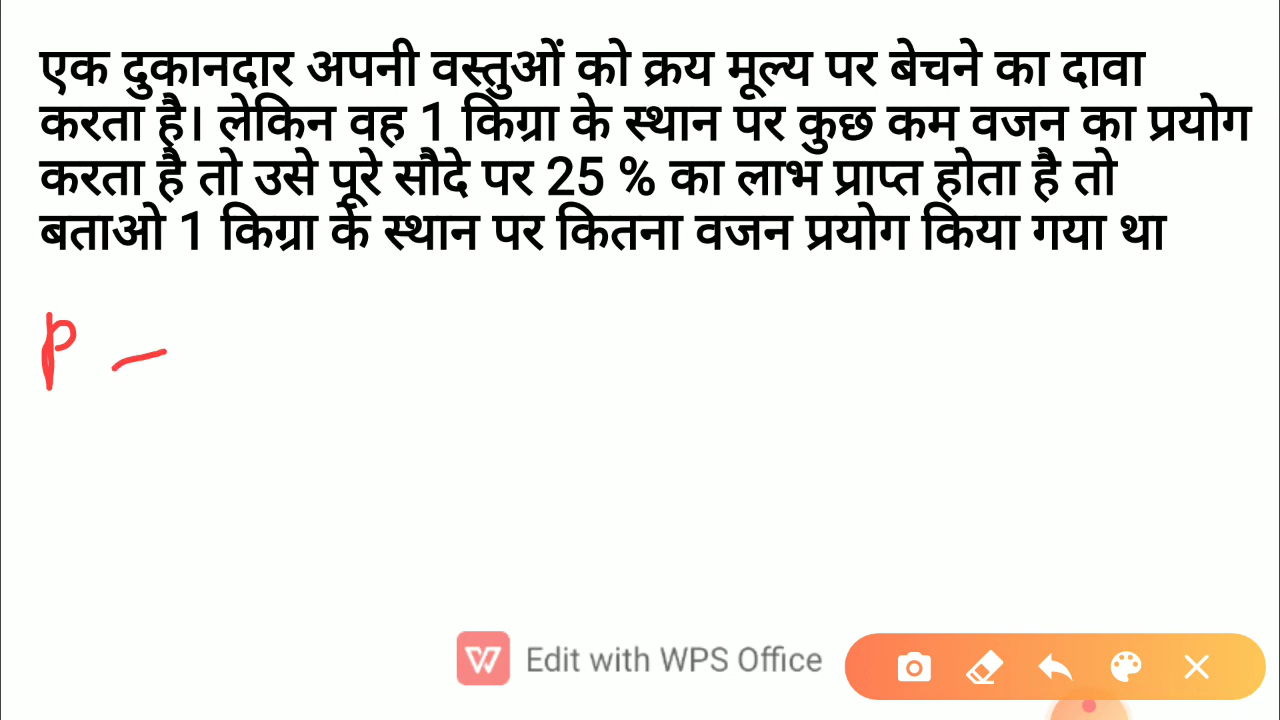 एक दुकानदार अपनी वस्तुओं को क्रय मूल्य पर बेचने का दावा
करता है। लेकिन वह 1 किग्रा के स्थान पर कुछ कम वजन का प्रयोग
करता है तो उसे पूरे सौदे पर 25 % का लाभ प्राप्त होता है तो
बताओ 1 किग्रा के स्थान पर कितना वजन प्रयोग किया गया था
P –
Edit with WPS Office